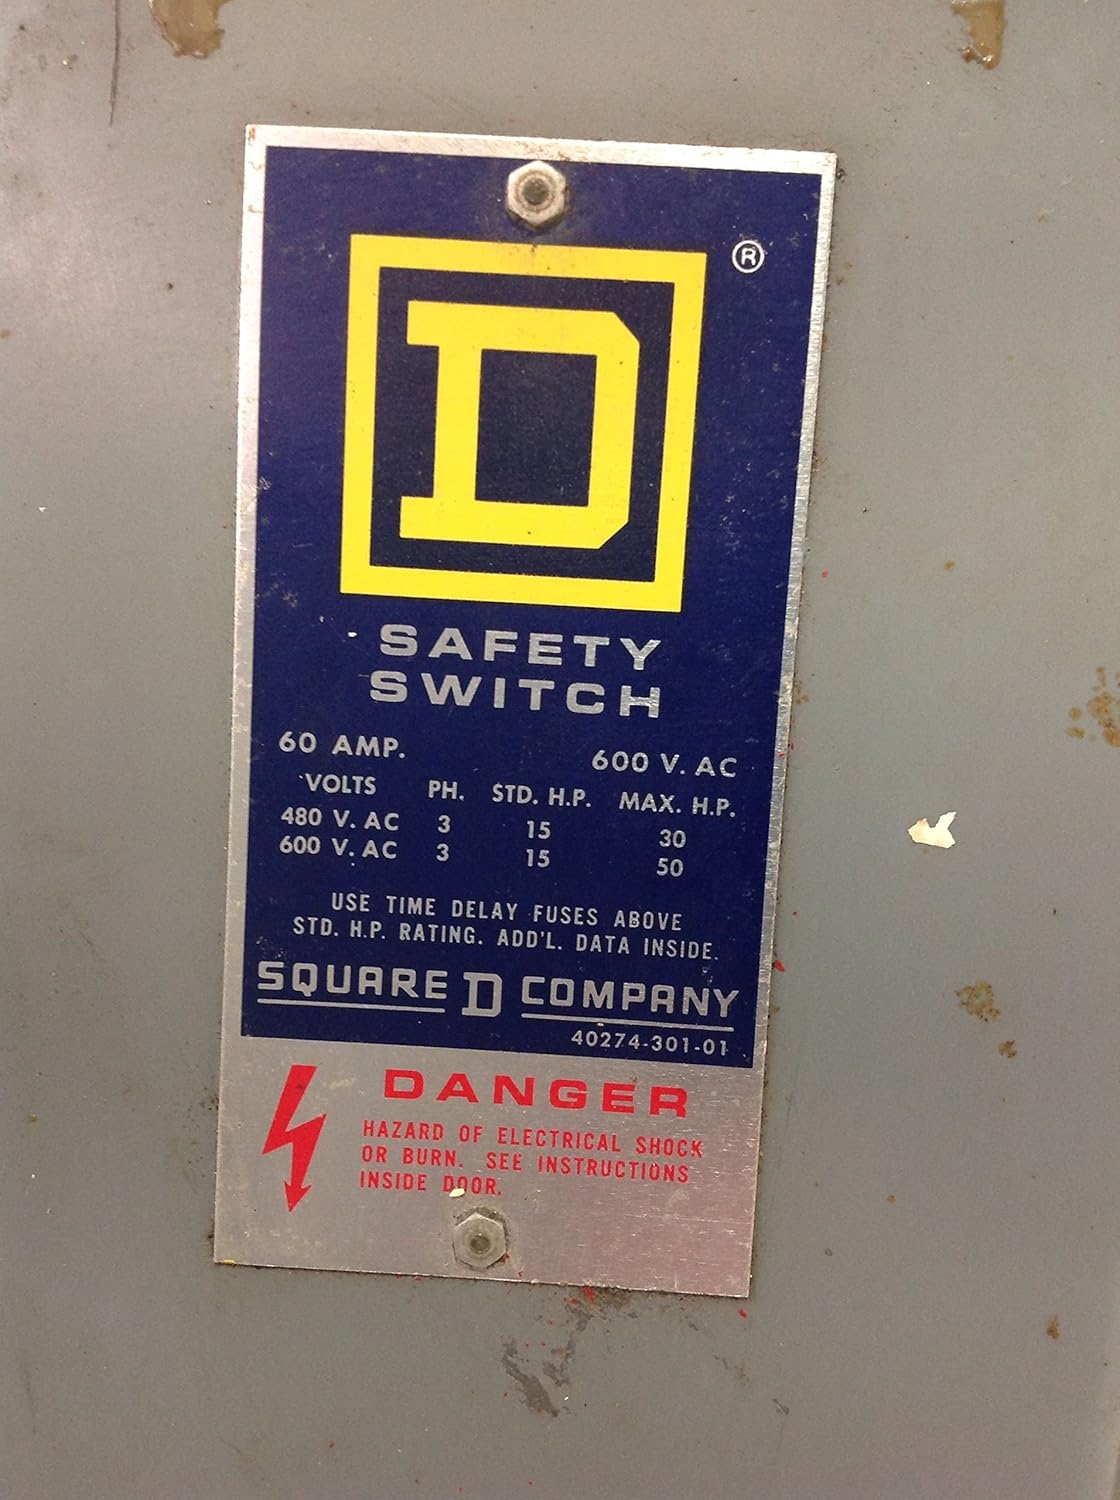 D ®
SAFETY
SWITCH
60 AMP. 600 V. AC
VOLTS PH. STD. H.P. MAX. H.P.
480 V. AC 3 15 30
600 V. AC 3 15 50
USE TIME DELAY FUSES ABOVE
STD. H.P. RATING. ADD'L. DATA INSIDE.
SQUARE D COMPANY
40274-301-01
DANGER
HAZARD OF ELECTRICAL SHOCK
OR BURN. SEE INSTRUCTIONS
INSIDE DOOR.